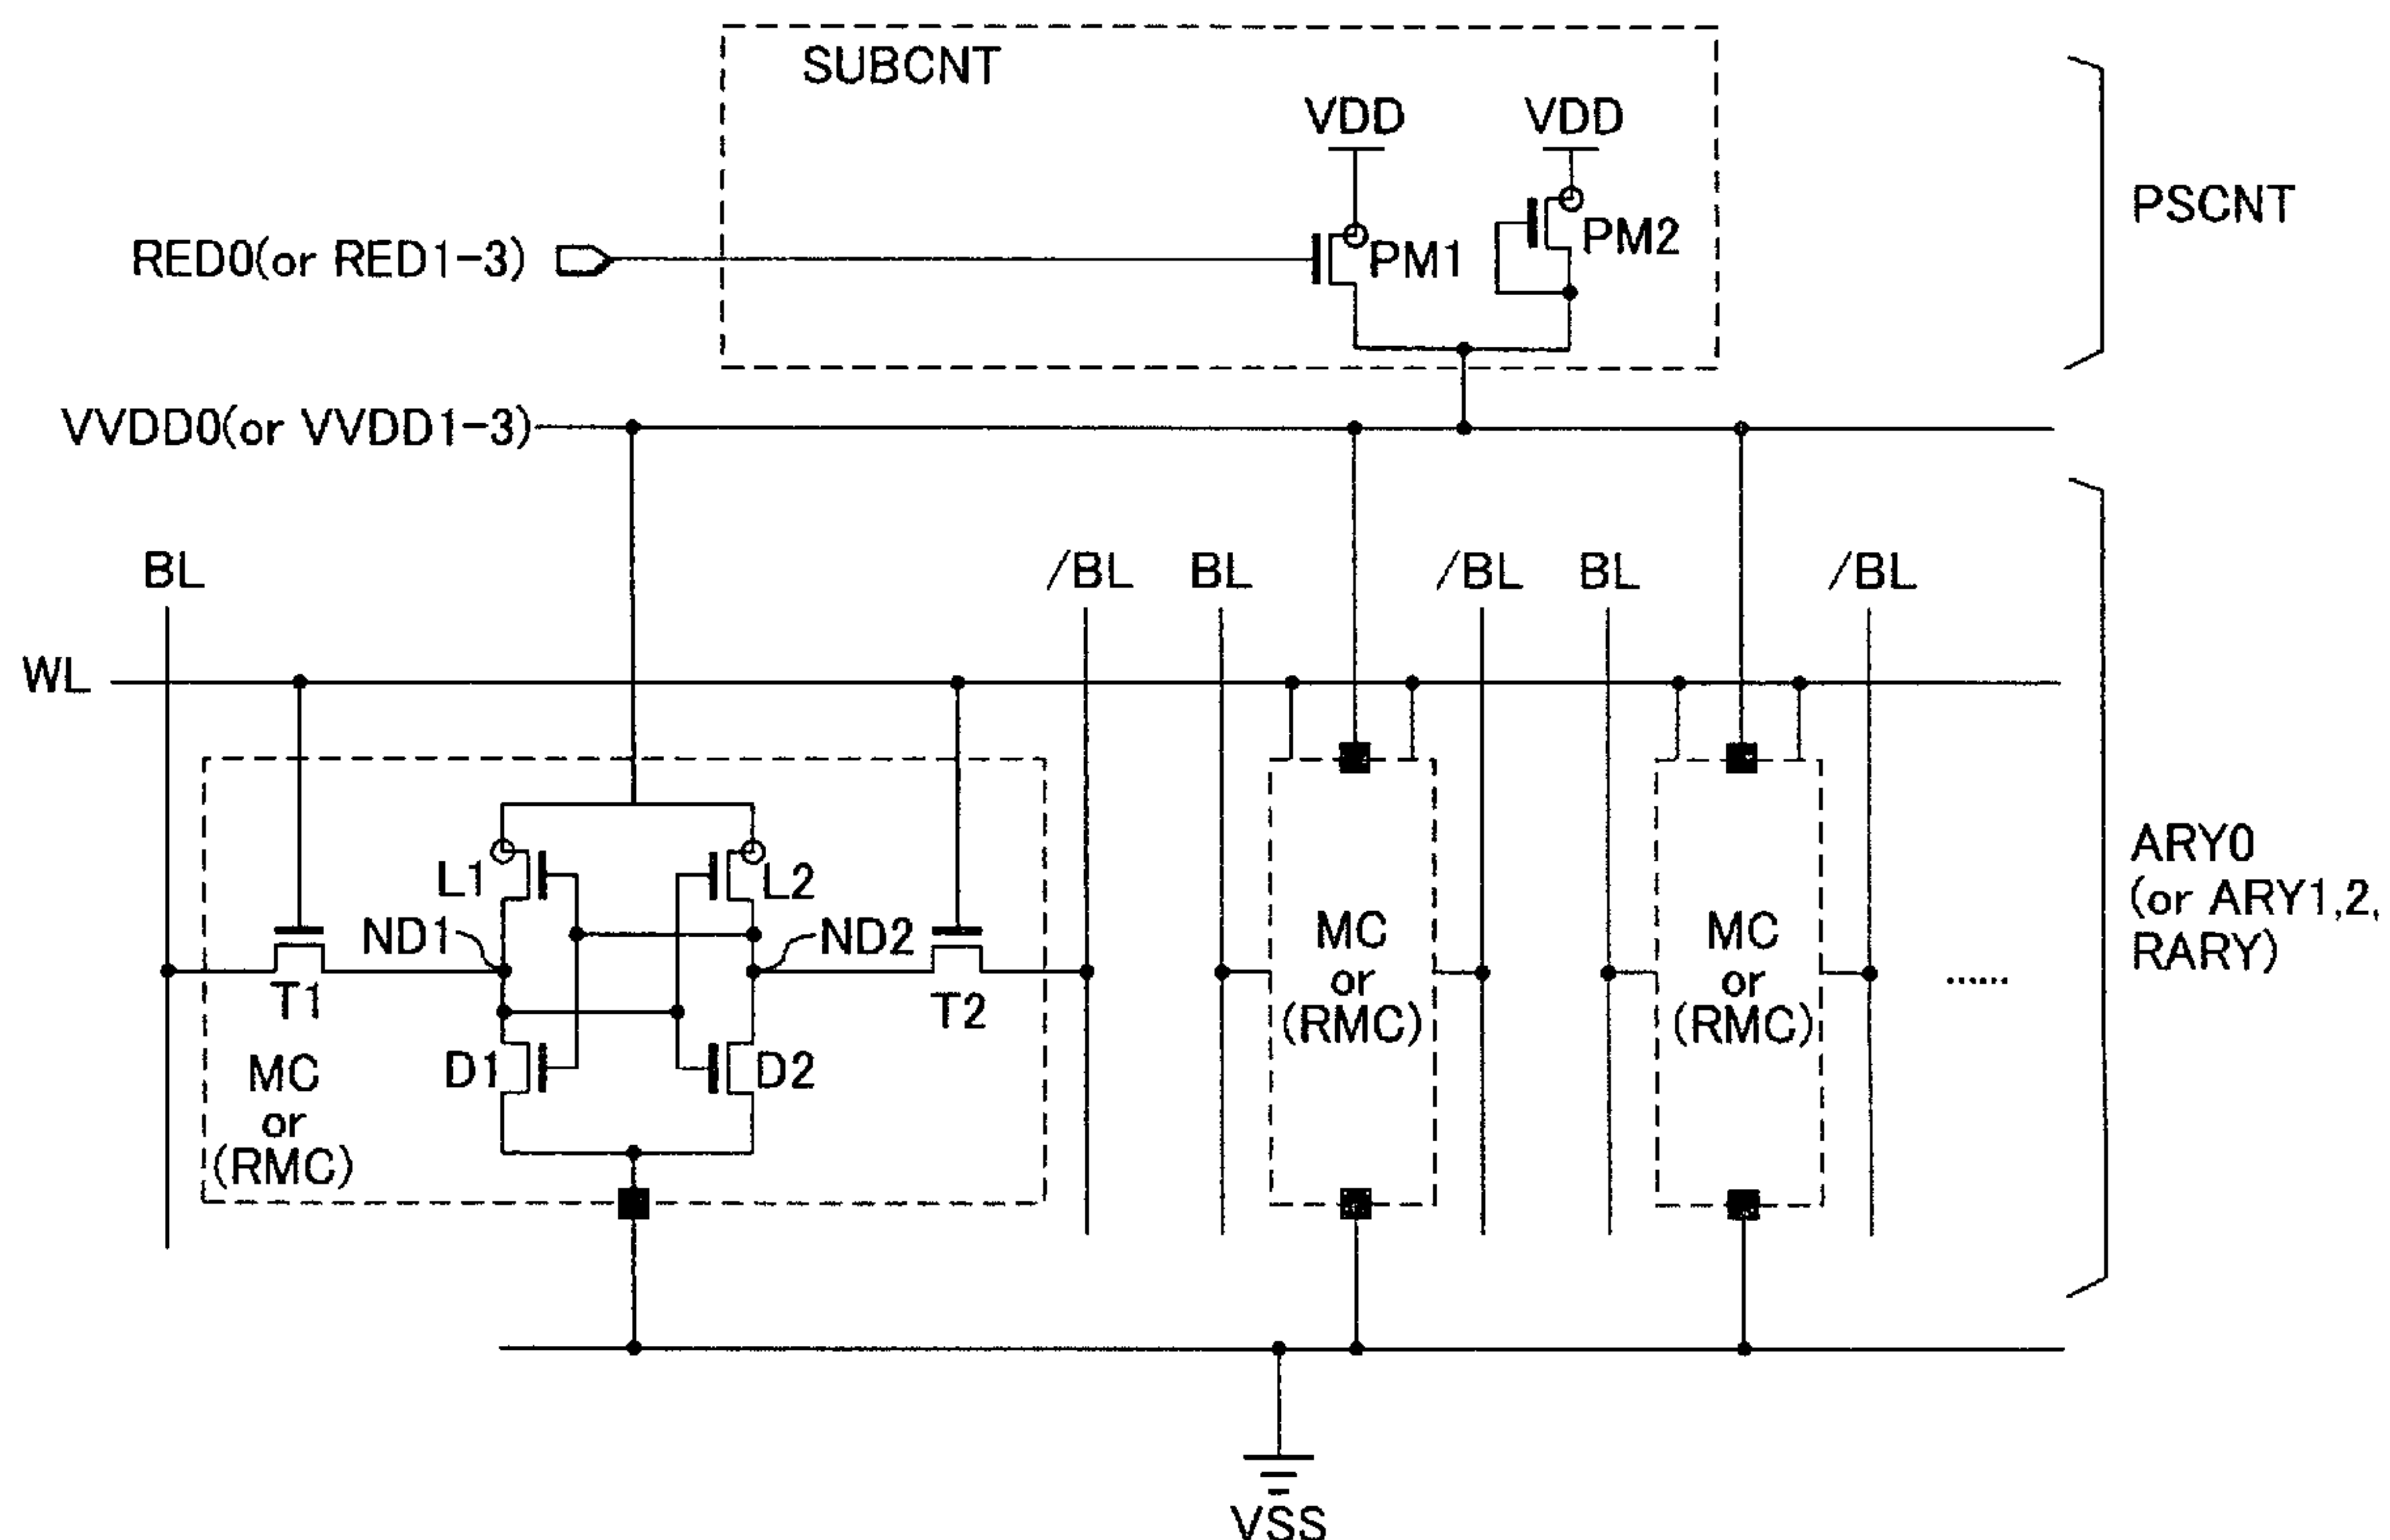 SUBCNT
VDD VDD
PSCNT
RED0(or RED1-3)
PM1
PM2
VVDD0(or VVDD1-3)
BL /BL BL /BL BL /BL
WL
L1
L2
ND1
ND2
T1
T2
D1
D2
MC
or
(RMC)
MC
or
(RMC)
MC
or
(RMC)
......
ARY0
(or ARY1,2,
RARY)
VSS